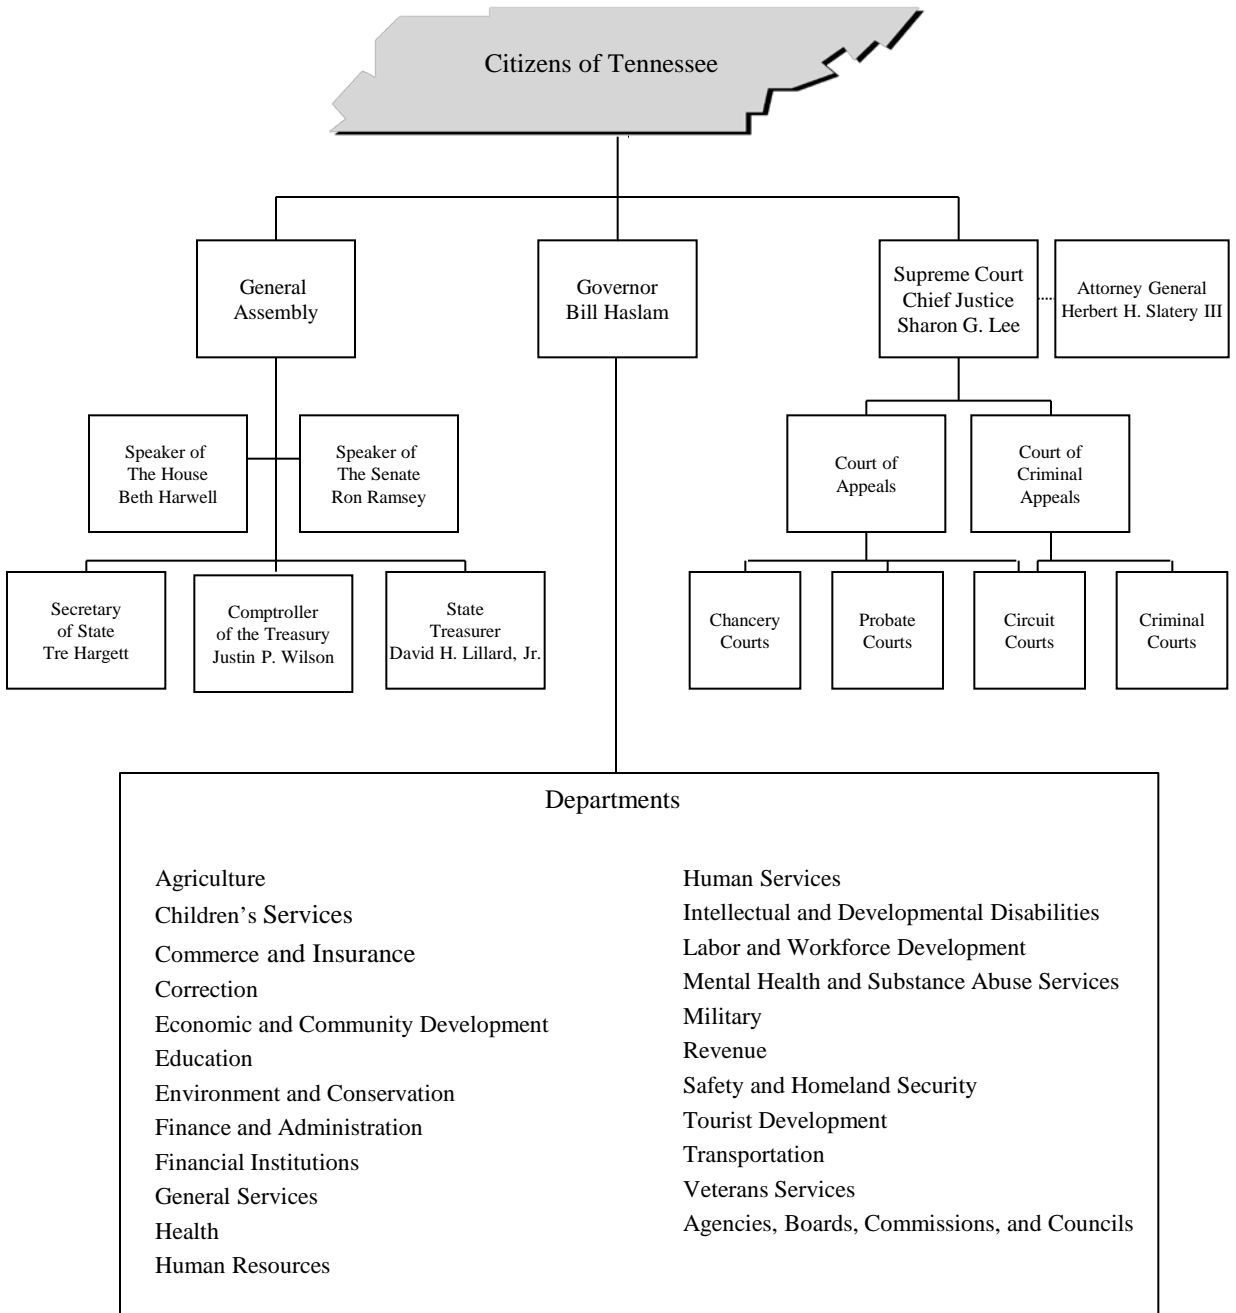 Citizens of Tennessee
General
Assembly
Governor
Bill Haslam
Supreme Court
Chief Justice
Sharon G. Lee
Attorney General
Herbert H. Slatery III
Speaker of
The House
Beth Harwell
Speaker of
The Senate
Ron Ramsey
Court of
Appeals
Court of
Criminal
Appeals
Secretary
of State
Tre Hargett
Comptroller
of the Treasury
Justin P. Wilson
State
Treasurer
David H. Lillard, Jr.
Chancery
Courts
Probate
Courts
Circuit
Courts
Criminal
Courts
Departments
Agriculture
Children’s Services
Commerce and Insurance
Correction
Economic and Community Development
Education
Environment and Conservation
Finance and Administration
Financial Institutions
General Services
Health
Human Resources
Human Services
Intellectual and Developmental Disabilities
Labor and Workforce Development
Mental Health and Substance Abuse Services
Military
Revenue
Safety and Homeland Security
Tourist Development
Transportation
Veterans Services
Agencies, Boards, Commissions, and Councils